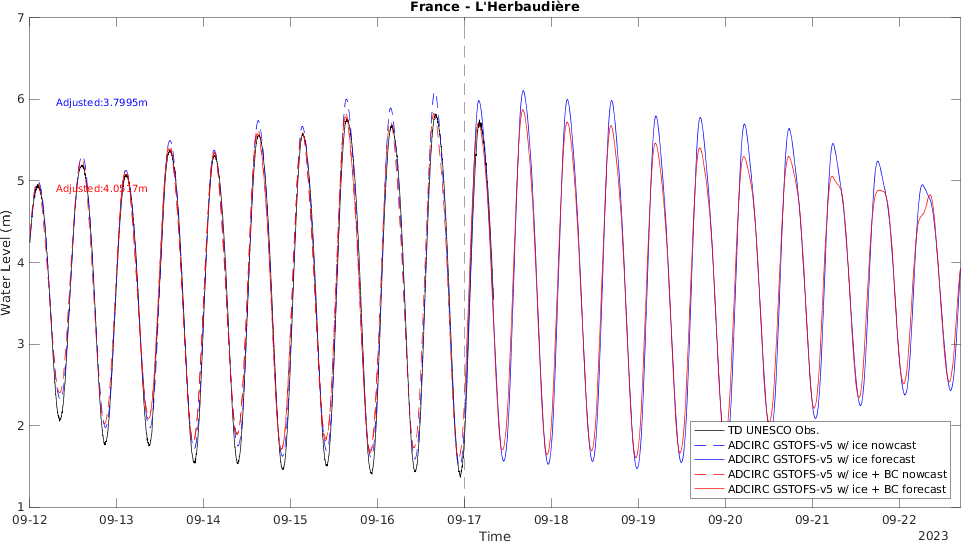 France - L'Herbaudière
7
6
5
4
3
2
1
Water Level (m)
Adjusted:3.7995m
TD UNESCO Obs.
ADCIRC GSTOFS-v5 w/ ice nowcast
ADCIRC GSTOFS-v5 w/ ice forecast
ADCIRC GSTOFS-v5 w/ ice + BC nowcast
ADCIRC GSTOFS-v5 w/ ice + BC forecast
09-12 09-13 09-14 09-15 09-16 09-17 09-18 09-19 09-20 09-21 09-22
Time
2023